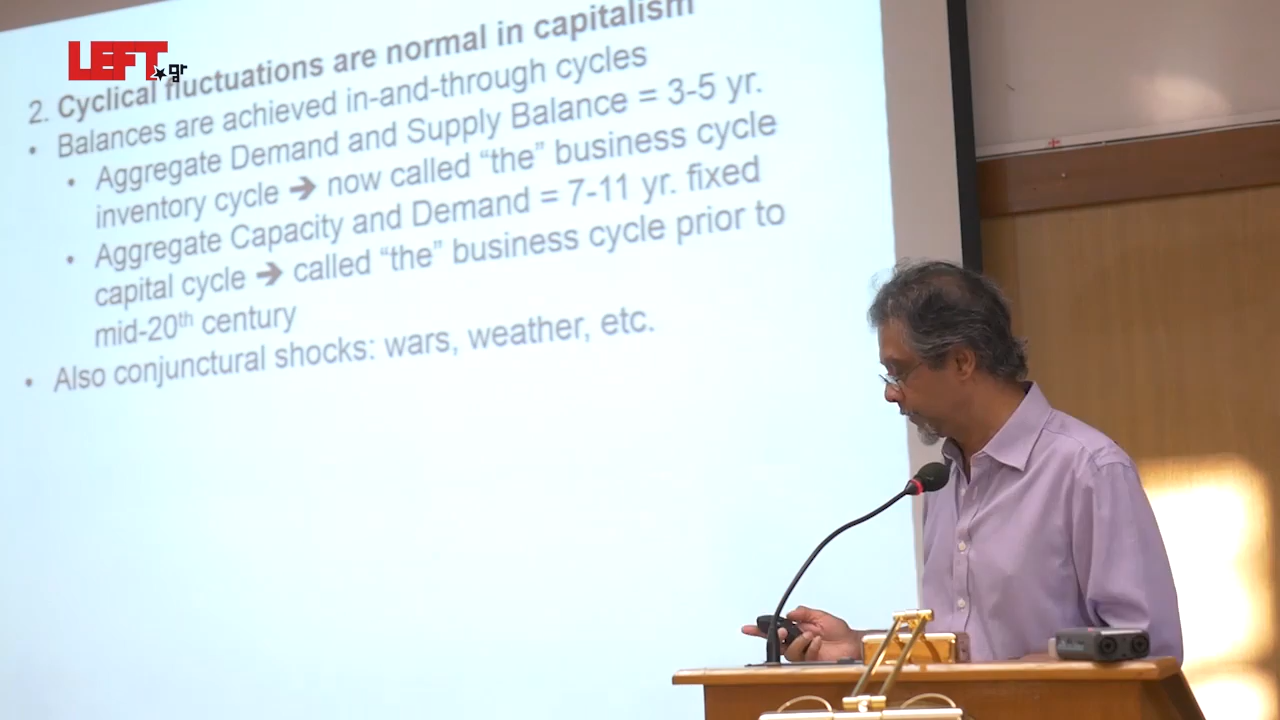 LEFT.gr
2. Cyclical fluctuations are normal in capitalism
• Balances are achieved in-and-through cycles
• Aggregate Demand and Supply Balance = 3-5 yr.
inventory cycle ➔ now called “the” business cycle
• Aggregate Capacity and Demand = 7-11 yr. fixed
capital cycle ➔ called “the” business cycle prior to
mid-20th century
• Also conjunctural shocks: wars, weather, etc.